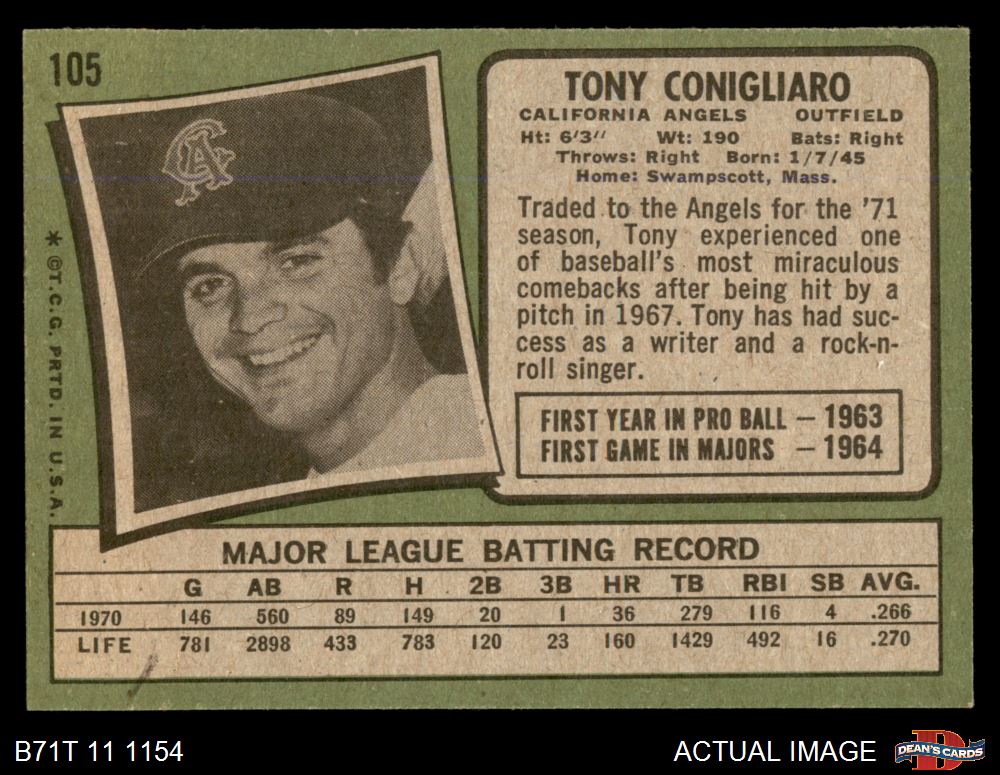 105
TONY CONIGLIARO
CALIFORNIA ANGELS OUTFIELD
Ht: 6'3" Wt: 190 Bats: Right
Throws: Right Born: 1/7/45
Home: Swampscott, Mass.
Traded to the Angels for the '71
season, Tony experienced one
of baseball's most miraculous
comebacks after being hit by a
pitch in 1967. Tony has had suc-
cess as a writer and a rock-n-
roll singer.
FIRST YEAR IN PRO BALL – 1963
FIRST GAME IN MAJORS – 1964
CA
* © T.C.G. PRTD. IN U.S.A.
MAJOR LEAGUE BATTING RECORD
G AB R H 2B 3B HR TB RBI SB AVG.
1970 146 560 89 149 20 1 36 279 116 4 .266
LIFE 781 2898 433 783 120 23 160 1429 492 16 .270
B71T 11 1154
ACTUAL IMAGE
DEAN'S CARDS